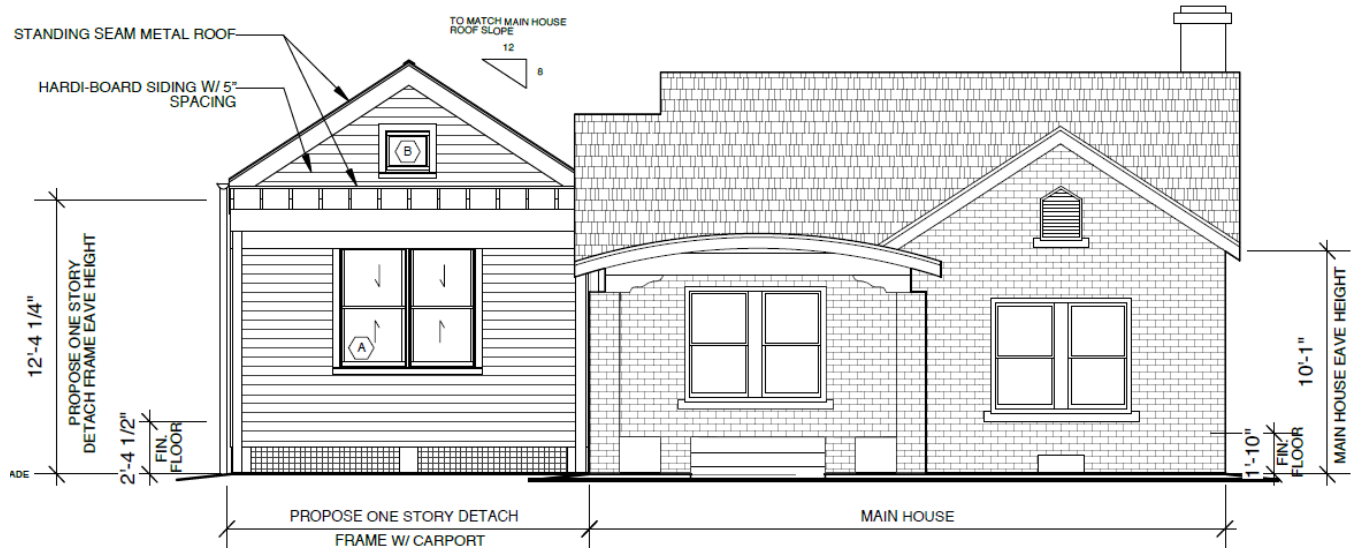 STANDING SEAM METAL ROOF
HARDI-BOARD SIDING W/ 5"
SPACING
TO MATCH MAIN HOUSE
ROOF SLOPE
12
8
B
A
12'-4 1/4"
PROPOSE ONE STORY
DETACH FRAME EAVE HEIGHT
2'-4 1/2"
FIN.
FLOOR
ADE
10'-1"
MAIN HOUSE EAVE HEIGHT
1'-10"
FIN.
FLOOR
PROPOSE ONE STORY DETACH
FRAME W/ CARPORT
MAIN HOUSE